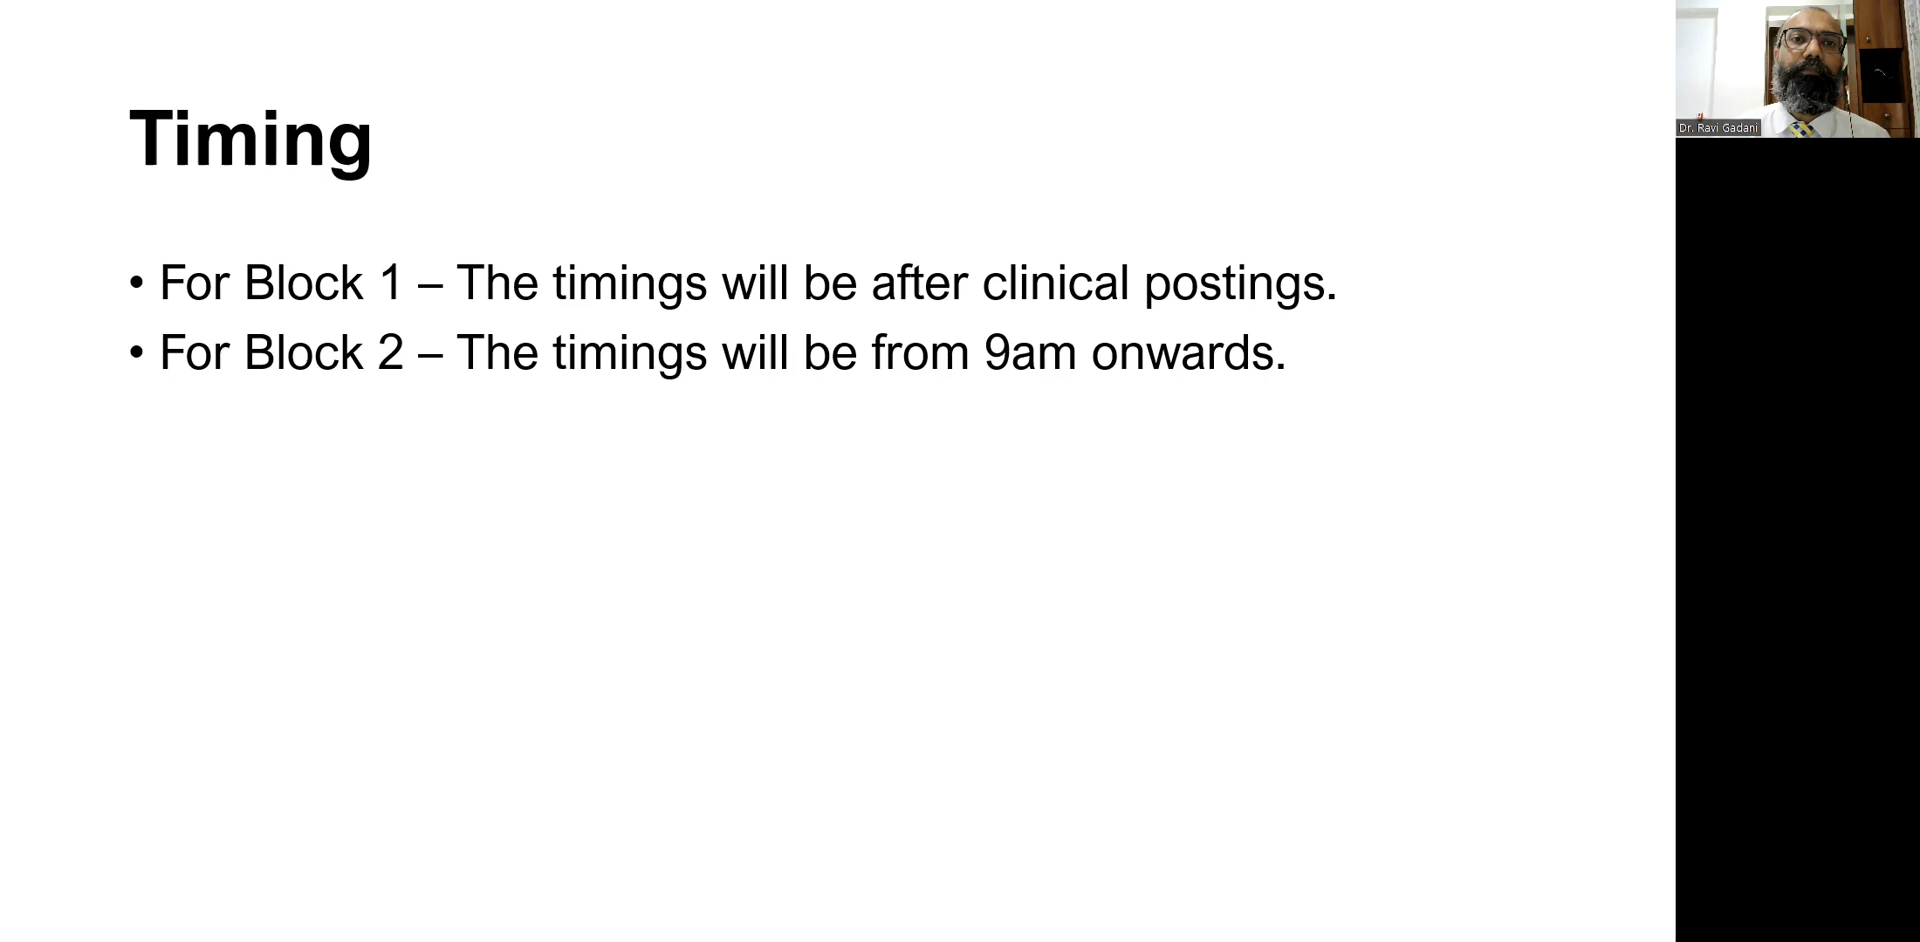 Timing
• For Block 1 – The timings will be after clinical postings.
• For Block 2 – The timings will be from 9am onwards.
Dr. Ravi Gadani